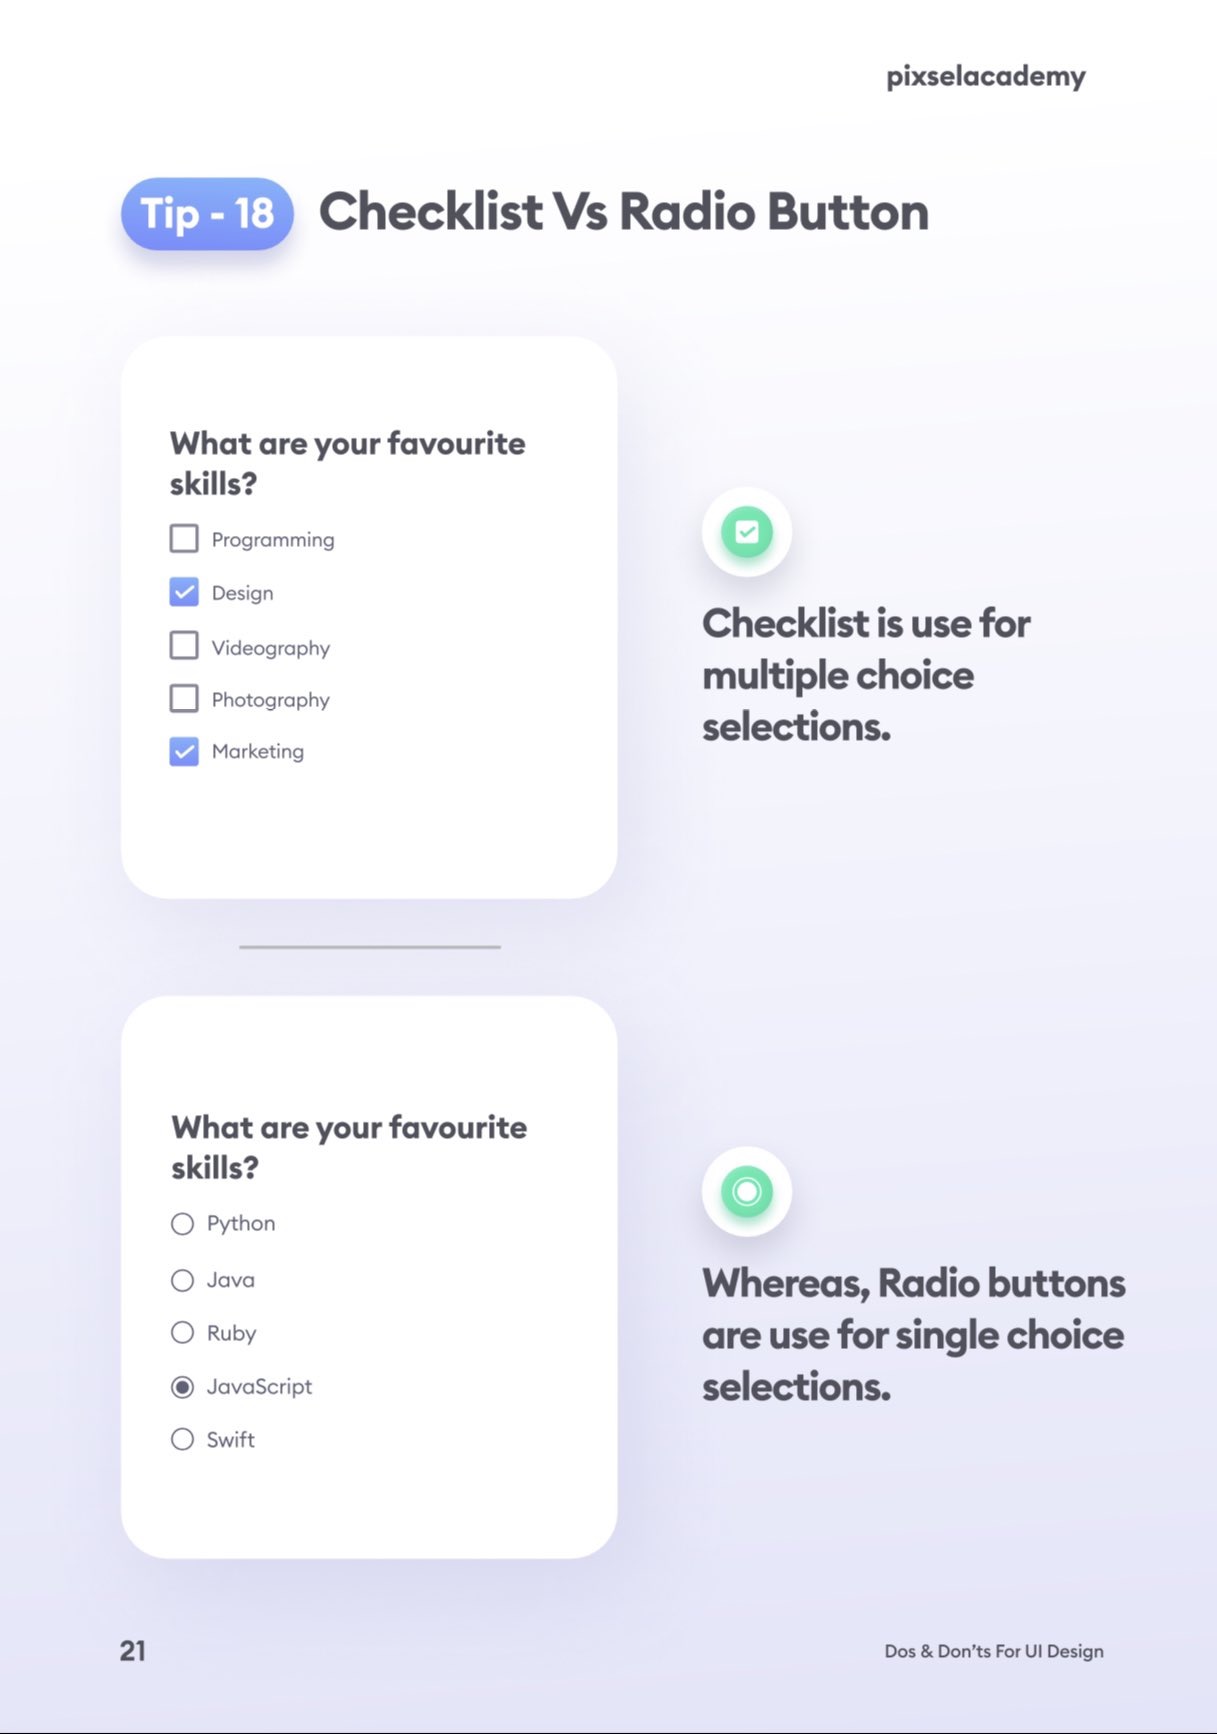 pixselacademy
Tip - 18 Checklist Vs Radio Button
What are your favourite
skills?
Programming
Design
Videography
Photography
Marketing
Checklist is use for
multiple choice
selections.
What are your favourite
skills?
Python
Java
Ruby
JavaScript
Swift
Whereas, Radio buttons
are use for single choice
selections.
21
Dos & Don’ts For UI Design